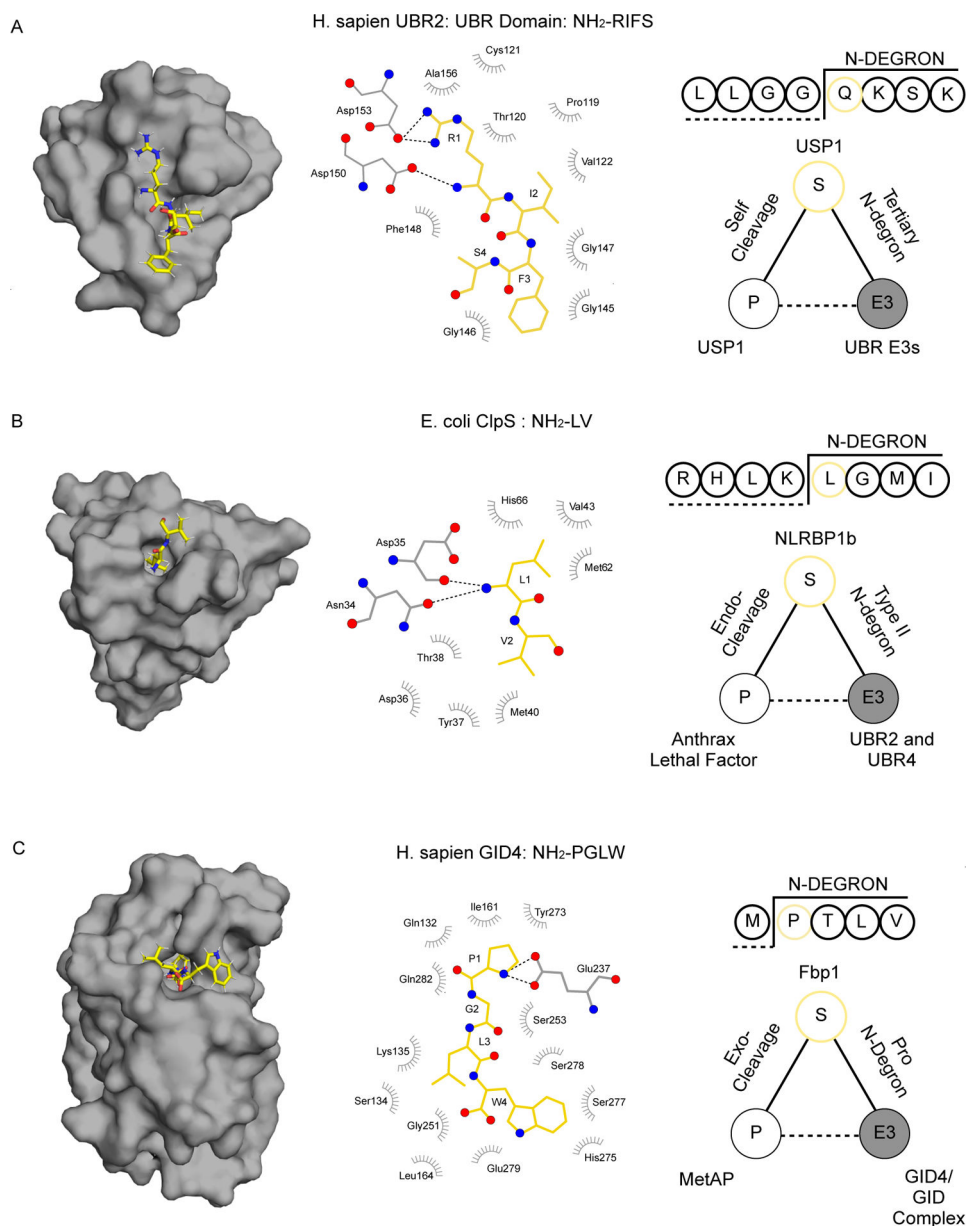 A
H. sapien UBR2: UBR Domain: NH2-RIFS
Cys121
Ala156
Asp153
Pro119
Thr120
R1
Val122
Asp150
I2
Phe148
Gly147
S4
F3
Gly145
Gly146
N-DEGRON
L L G G Q K S K
USP1
S
Self
Cleavage
Tertiary
N-degron
P
E3
USP1
UBR E3s
B
E. coli ClpS : NH2-LV
His66
Val43
Asp35
Met62
L1
Asn34
V2
Thr38
Asp36
Tyr37
Met40
N-DEGRON
R H L K L G M I
NLRBP1b
S
Endo-
Cleavage
Type II
N-degron
P
E3
Anthrax
Lethal Factor
UBR2 and
UBR4
C
H. sapien GID4: NH2-PGLW
Ile161
Tyr273
Gln132
P1
Glu237
Gln282
G2
Ser253
L3
Lys135
Ser278
W4
Ser134
Ser277
Gly251
His275
Leu164
Glu279
N-DEGRON
M P T L V
Fbp1
S
Exo-
Cleavage
Pro
N-Degron
P
E3
MetAP
GID4/
GID
Complex